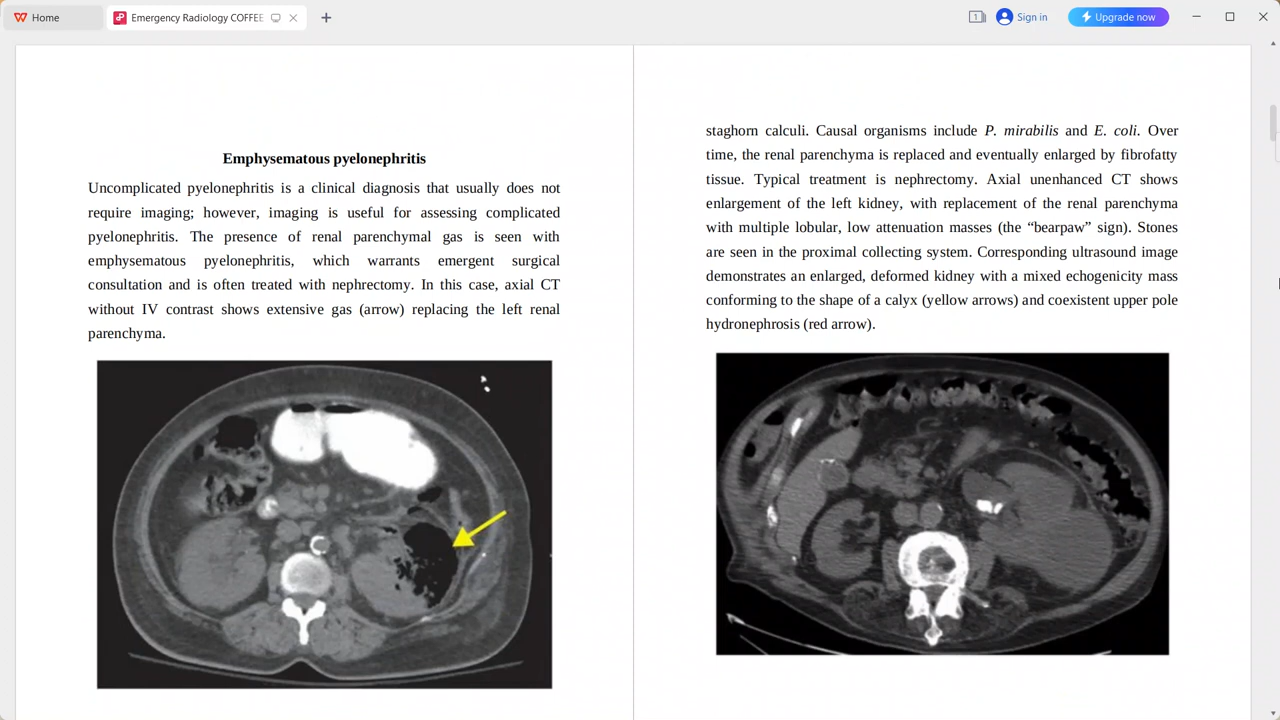 Home
Emergency Radiology COFFEE
1
Sign in
Upgrade now
Emphysematous pyelonephritis
Uncomplicated pyelonephritis is a clinical diagnosis that usually does not
require imaging; however, imaging is useful for assessing complicated
pyelonephritis. The presence of renal parenchymal gas is seen with
emphysematous pyelonephritis, which warrants emergent surgical
consultation and is often treated with nephrectomy. In this case, axial CT
without IV contrast shows extensive gas (arrow) replacing the left renal
parenchyma.
staghorn calculi. Causal organisms include P. mirabilis and E. coli. Over
time, the renal parenchyma is replaced and eventually enlarged by fibrofatty
tissue. Typical treatment is nephrectomy. Axial unenhanced CT shows
enlargement of the left kidney, with replacement of the renal parenchyma
with multiple lobular, low attenuation masses (the “bearpaw” sign). Stones
are seen in the proximal collecting system. Corresponding ultrasound image
demonstrates an enlarged, deformed kidney with a mixed echogenicity mass
conforming to the shape of a calyx (yellow arrows) and coexistent upper pole
hydronephrosis (red arrow).